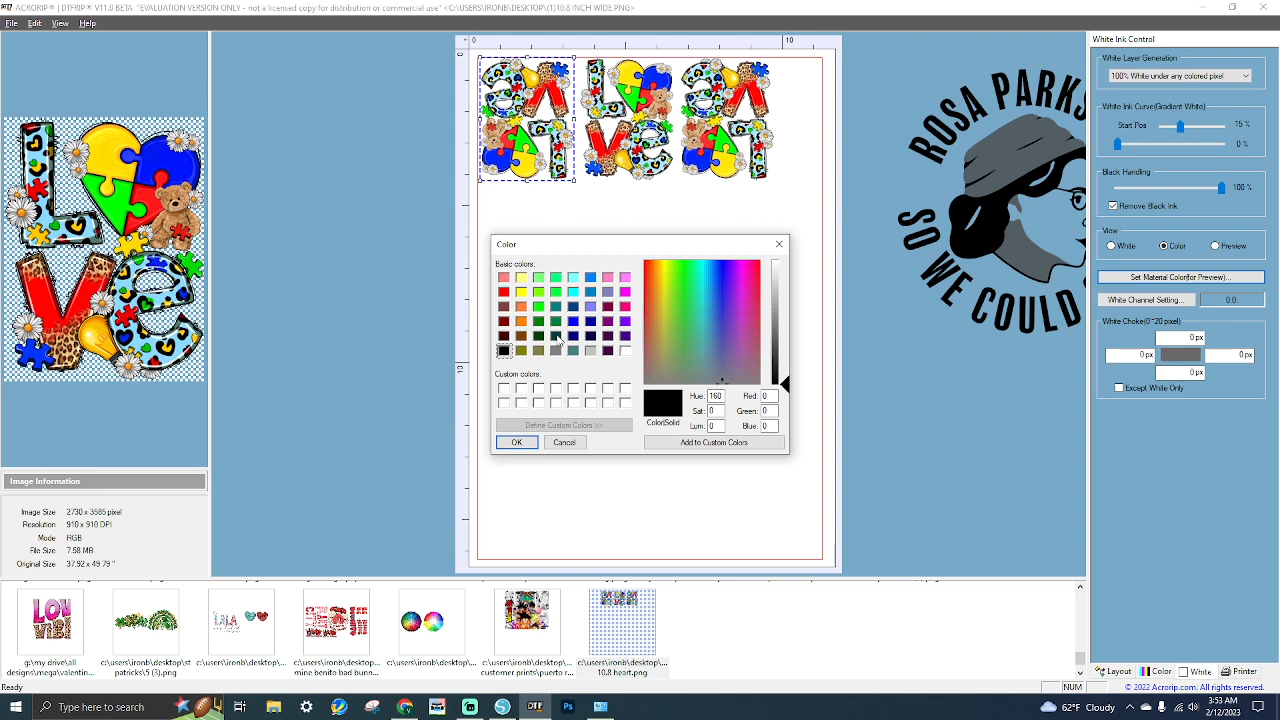 ACRORIP® | DTFRIP® V11.0 BETA "EVALUATION VERSION ONLY - not a licensed copy for distribution or commercial use" <C:\USERS\IRONB\DESKTOP\(1)10.8 INCH WIDE.PNG>
File Edit View Help
0 10
0
10
ROSA PARKS
SO WE COULD
Color
Basic colors:
Custom colors:
Define Custom Colors >>
OK Cancel
Color|Solid
Hue: 160 Red: 0
Sat: 0 Green: 0
Lum: 0 Blue: 0
Add to Custom Colors
White Ink Control
White Layer Generation
100% White under any colored pixel
White Ink Curve(Gradient White)
Start Pos 15 %
0 %
Black Handling
100 %
Remove Black Ink
View
White Color Preview
Set Material Color(for Preview)...
White Channel Setting... 0.0
White Choke(0~20 pixel)
0 px
0 px 0 px
0 px
Except White Only
Image Information
Image Size 2730 x 3585 pixel
Resolution 910 x 910 DPI
Mode RGB
File Size 7.58 MB
Original Size 37.92 x 49.79 "
g:\my drive\all designs\mega\valentin...
c:\users\ironb\desktop\st patricks\5 (3).png
c:\users\ironb\desktop\...
c:\users\ironb\desktop\... mine benito bad bunn...
c:\users\ironb\desktop\...
c:\users\ironb\desktop\... customer prints\puerto r...
c:\users\ironb\desktop\... 10.8 heart.png
Layout Color White Printer
Ready NUM © 2022 Acrorip.com. All rights reserved.
Type here to search DTF 62°F Cloudy 3:53 AM
2/12/2023